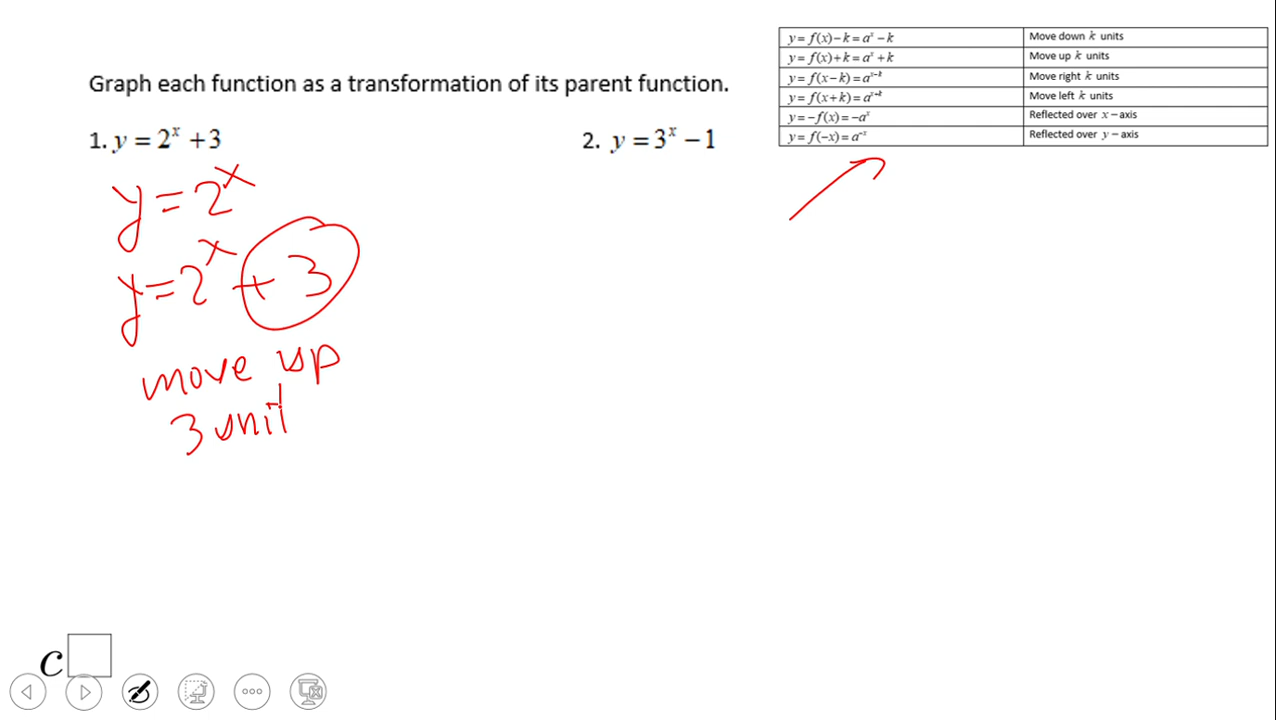 Graph each function as a transformation of its parent function.
1. y = 2^x + 3
y = 2^x
y = 2^x + 3
move up
3 unit
2. y = 3^x − 1
y = f(x) − k = a^x − k Move down k units
y = f(x) + k = a^x + k Move up k units
y = f(x − k) = a^{x−k} Move right k units
y = f(x + k) = a^{x+k} Move left k units
y = −f(x) = −a^x Reflected over x − axis
y = f(−x) = a^{−x} Reflected over y − axis
c